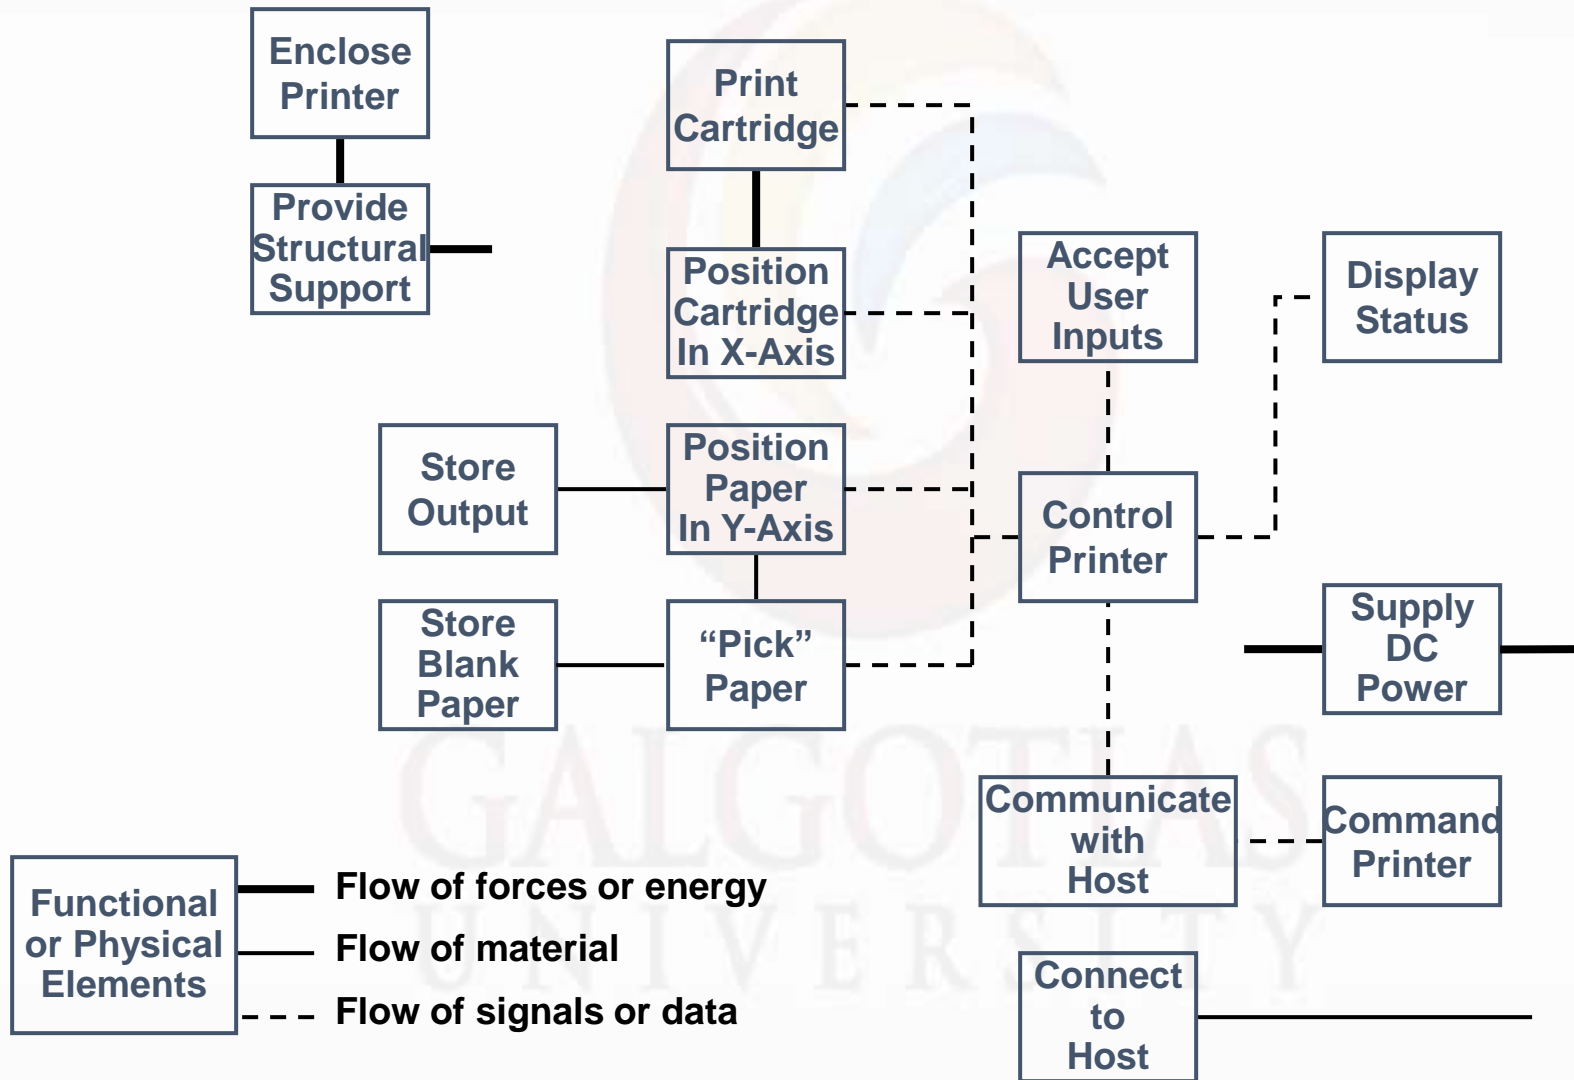 Enclose
Printer
Provide
Structural
Support
Print
Cartridge
Position
Cartridge
In X-Axis
Accept
User
Inputs
Display
Status
Store
Output
Position
Paper
In Y-Axis
Control
Printer
Store
Blank
Paper
“Pick”
Paper
Supply
DC
Power
Communicate
with
Host
Command
Printer
Connect
to
Host
Functional
or Physical
Elements
Flow of forces or energy
Flow of material
Flow of signals or data
GALGOTIAS
UNIVERSITY